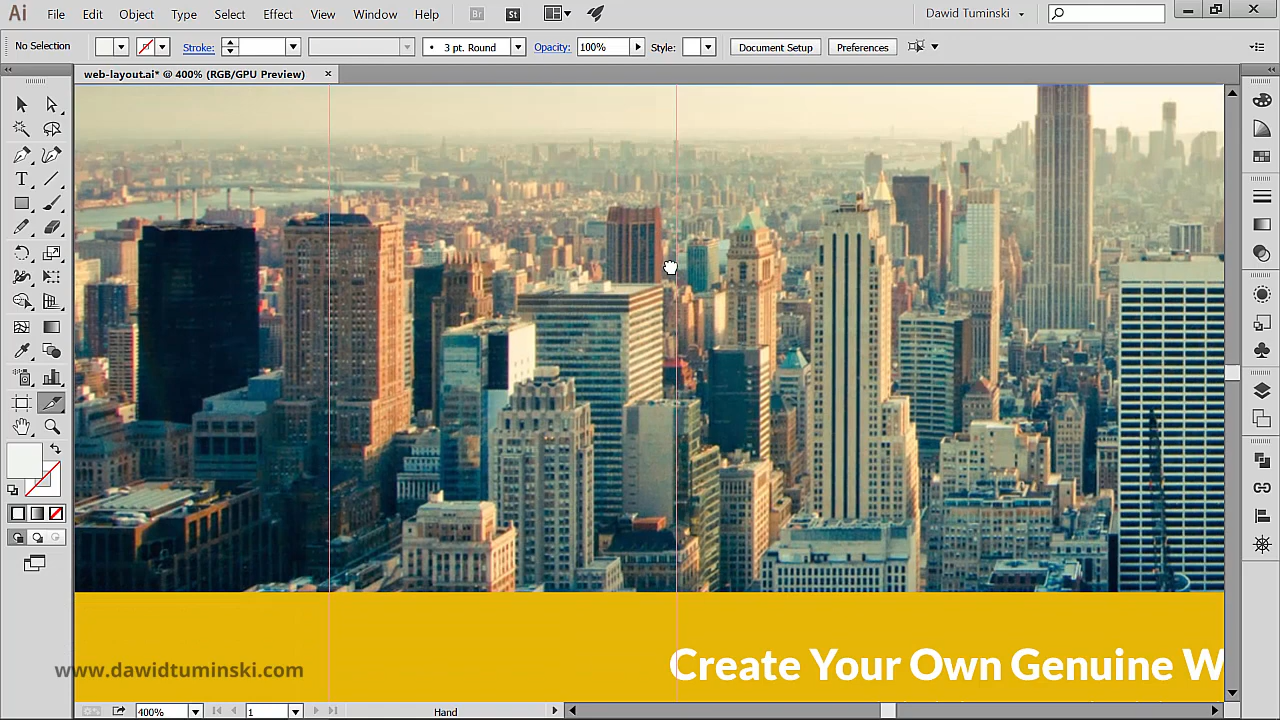 Ai File Edit Object Type Select Effect View Window Help Br St Dawid Tuminski
No Selection Stroke: 3 pt. Round Opacity: 100% Style: Document Setup Preferences
web-layout.ai* @ 400% (RGB/GPU Preview)
Create Your Own Genuine W
www.dawidtuminski.com
400% 1 Hand